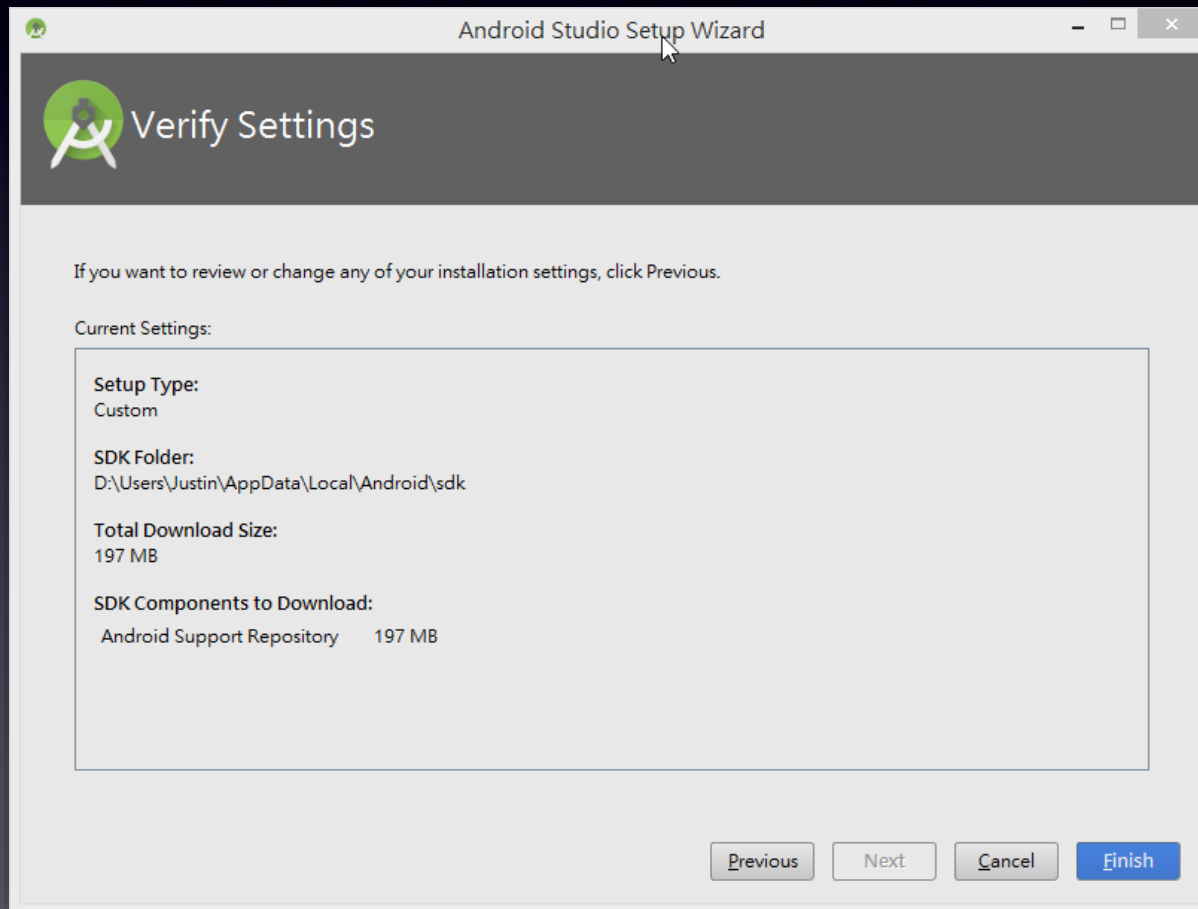 Android Studio Setup Wizard
Verify Settings
If you want to review or change any of your installation settings, click Previous.
Current Settings:
Setup Type:
Custom
SDK Folder:
D:\Users\Justin\AppData\Local\Android\sdk
Total Download Size:
197 MB
SDK Components to Download:
Android Support Repository 197 MB
Previous Next Cancel Finish